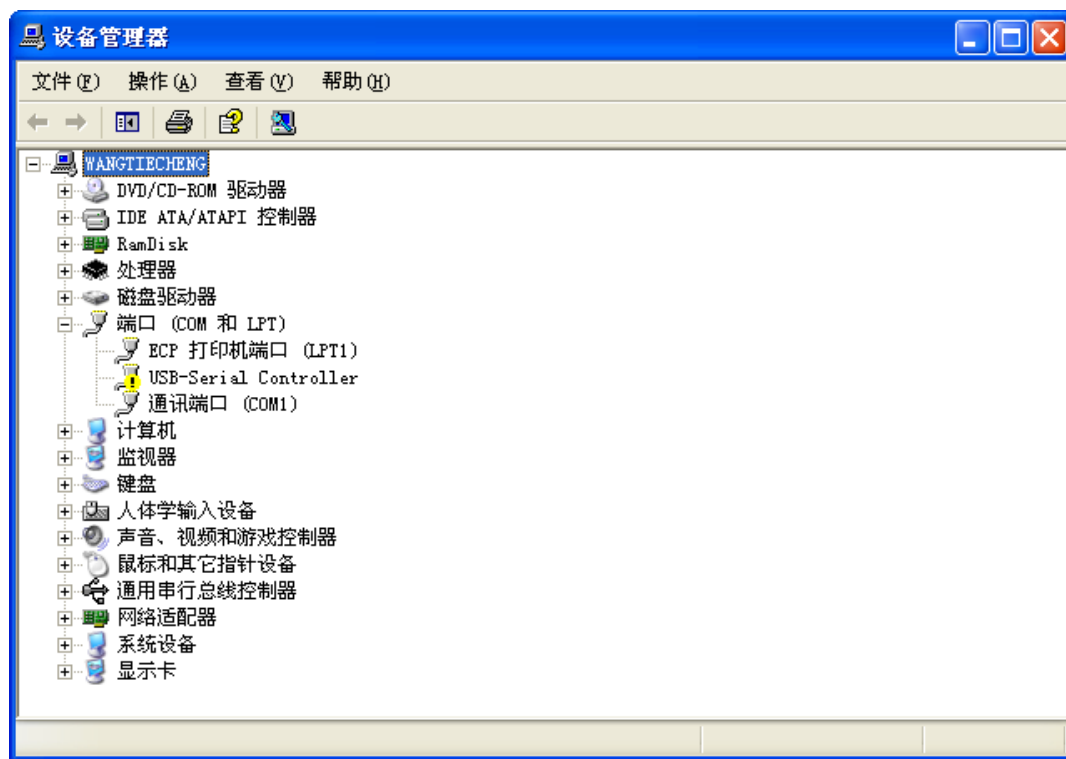 设备管理器
文件(F) 操作(A) 查看(V) 帮助(H)
WANGTIECHENG
DVD/CD-ROM 驱动器
IDE ATA/ATAPI 控制器
RamDisk
处理器
磁盘驱动器
端口 (COM 和 LPT)
ECP 打印机端口 (LPT1)
USB-Serial Controller
通讯端口 (COM1)
计算机
监视器
键盘
人体学输入设备
声音、视频和游戏控制器
鼠标和其它指针设备
通用串行总线控制器
网络适配器
系统设备
显示卡